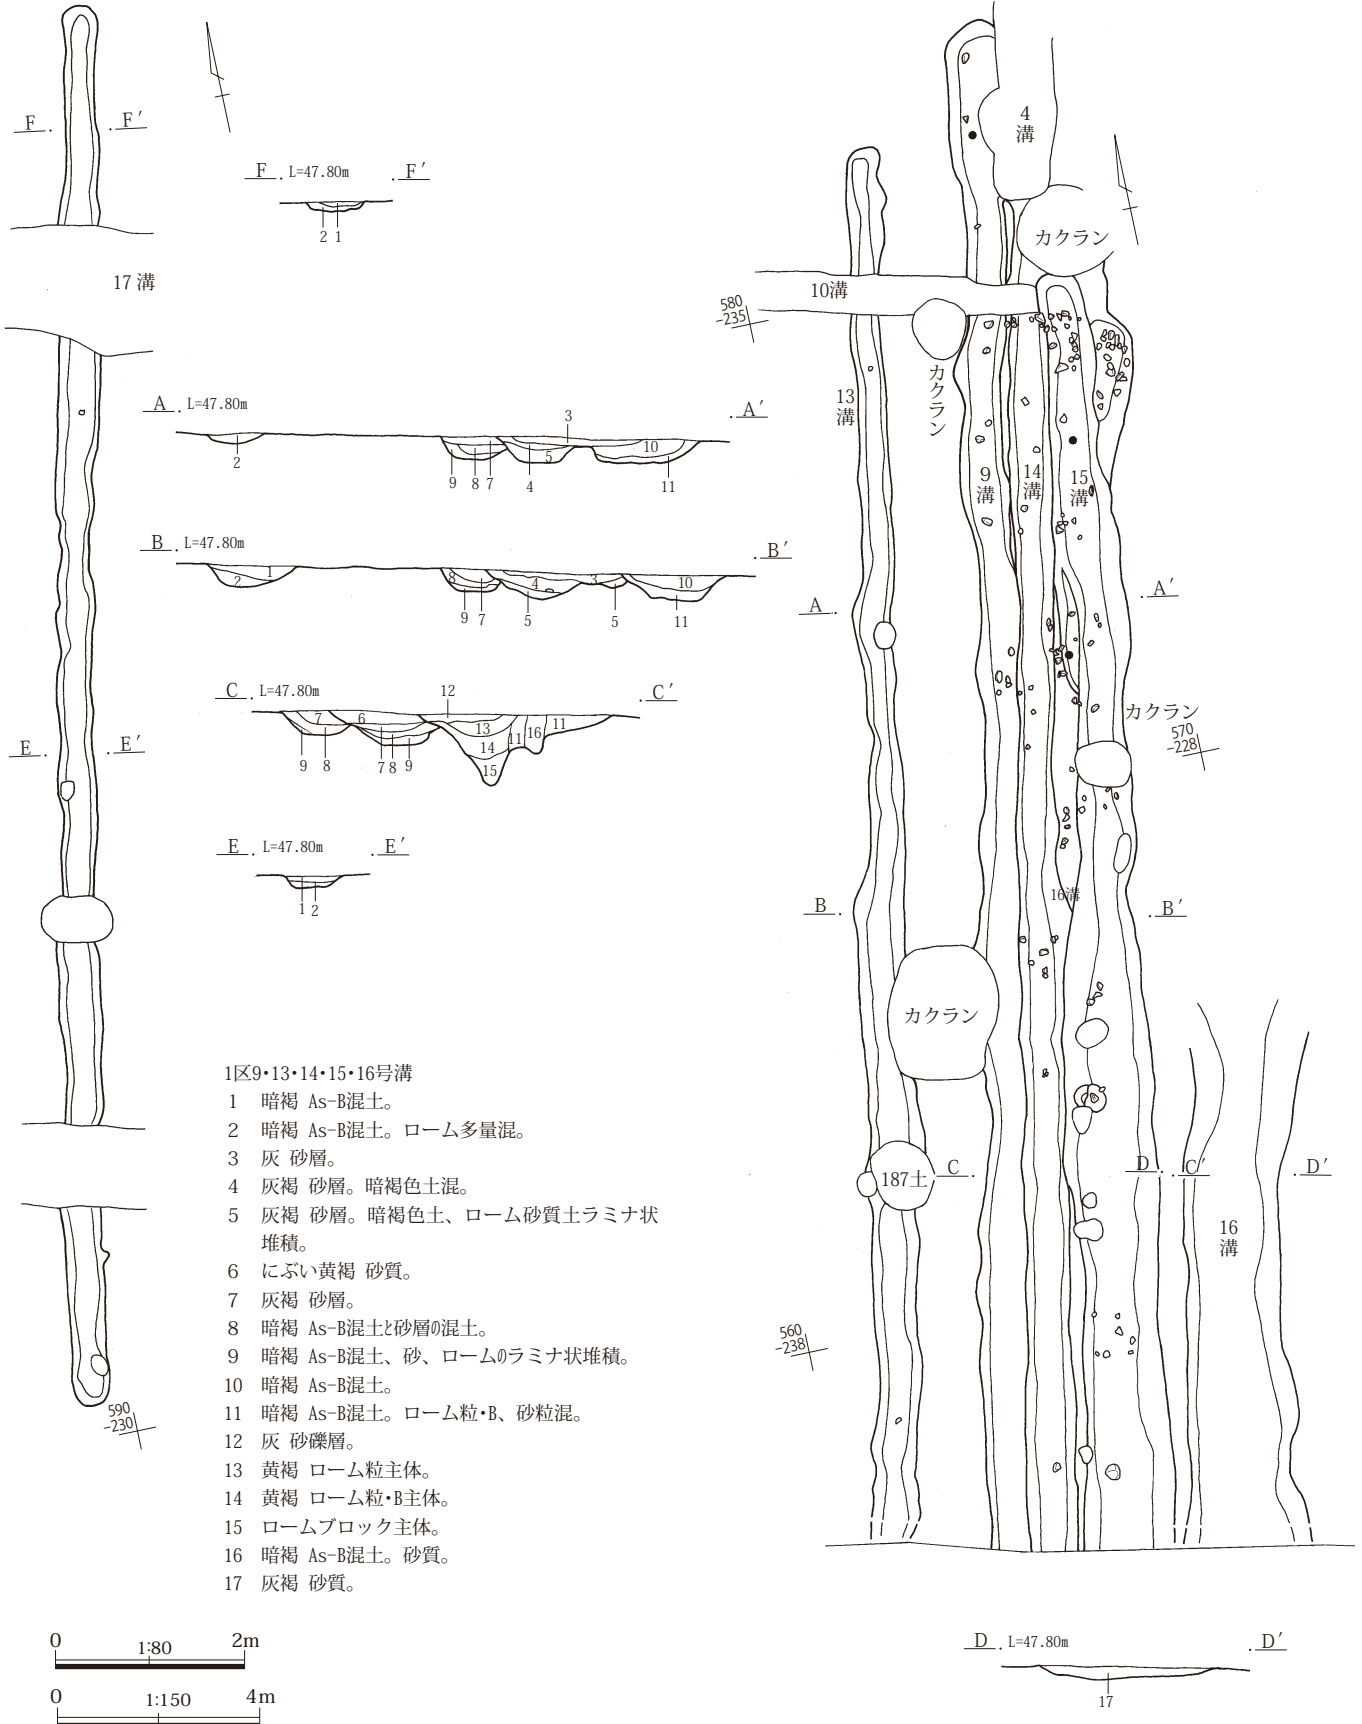 F . . F′
F . L=47.80m . F′
2 1
17 溝
A . L=47.80m . A′
3
2
10
5
9 8 7 4 11
B . L=47.80m . B′
1
2
8 4 3 10
9 7 5 5 11
C . L=47.80m . C′
12
7 6 13 11 16 11
14
15
9 8 7 8 9
E . . E′
E . L=47.80m . E′
1 2
590
-230
4
溝
カクラン
10溝
580
-235
カクラン
13
溝
9
溝
14
溝
15
溝
A . . A′
カクラン
570
-228
16溝
B . . B′
カクラン
187土
C . D . . C′ . D′
16
溝
560
-238
1区9・13・14・15・16号溝
1 暗褐 As-B混土。
2 暗褐 As-B混土。ローム多量混。
3 灰 砂層。
4 灰褐 砂層。暗褐色土混。
5 灰褐 砂層。暗褐色土、ローム砂質土ラミナ状
堆積。
6 にぶい黄褐 砂質。
7 灰褐 砂層。
8 暗褐 As-B混土と砂層の混土。
9 暗褐 As-B混土、砂、ロームのラミナ状堆積。
10 暗褐 As-B混土。
11 暗褐 As-B混土。ローム粒・B、砂粒混。
12 灰 砂礫層。
13 黄褐 ローム粒主体。
14 黄褐 ローム粒・B主体。
15 ロームブロック主体。
16 暗褐 As-B混土。砂質。
17 灰褐 砂質。
0 1:80 2m
0 1:150 4m
D . L=47.80m . D′
17